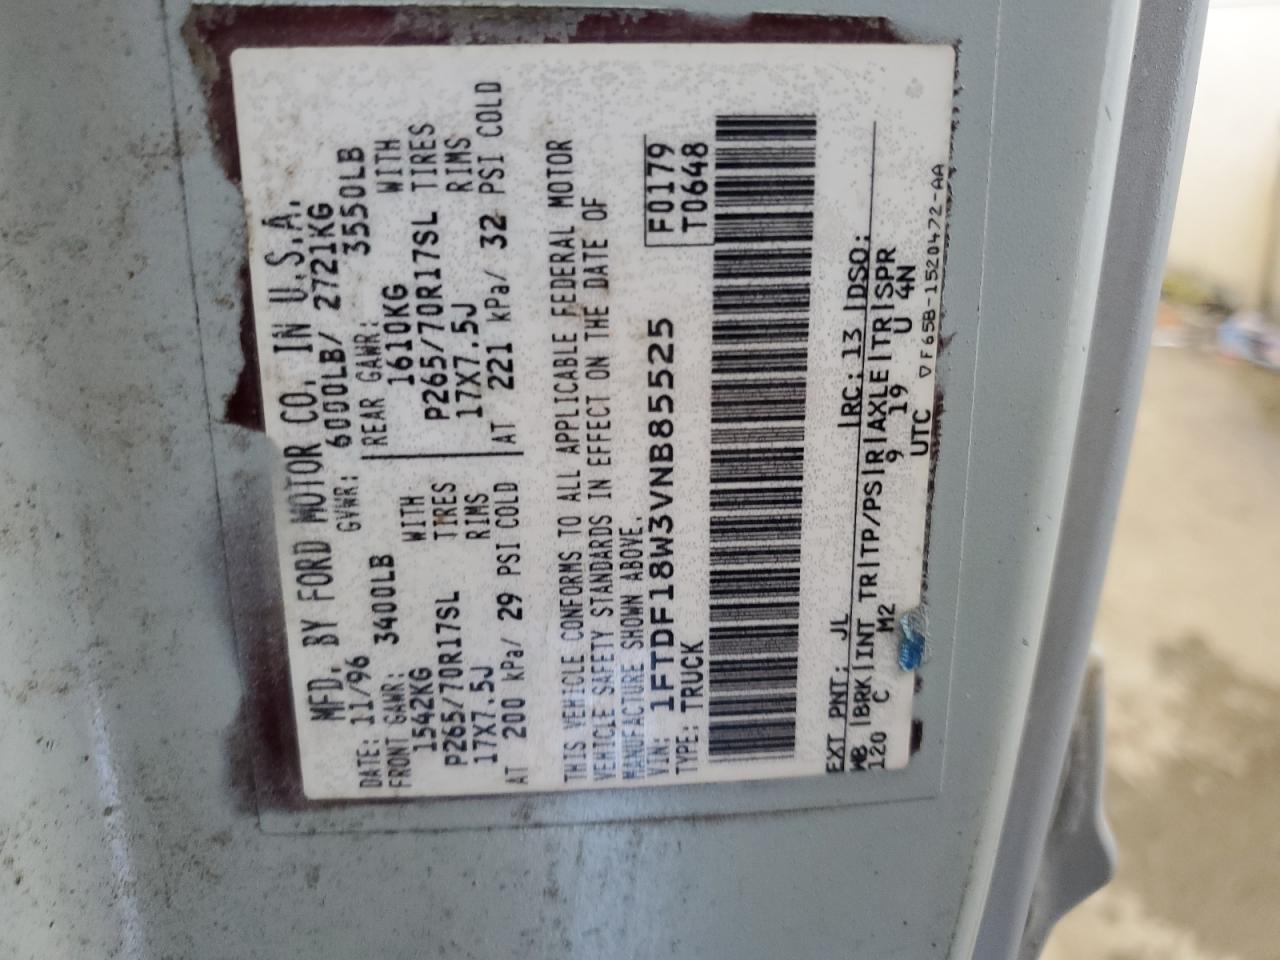 MFD. BY FORD MOTOR CO. IN U.S.A.
DATE: 11/96 GVWR: 6000LB/ 2721KG
FRONT GAWR: 3400LB REAR GAWR: 3550LB
1542KG WITH 1610KG WITH
P265/70R17SL TIRES P265/70R17SL TIRES
17X7.5J RIMS 17X7.5J RIMS
AT 200 kPa/ 29 PSI COLD AT 221 kPa/ 32 PSI COLD
THIS VEHICLE CONFORMS TO ALL APPLICABLE FEDERAL MOTOR
VEHICLE SAFETY STANDARDS IN EFFECT ON THE DATE OF
MANUFACTURE SHOWN ABOVE.
VIN: 1FTDF18W3VNB85525 F0179
TYPE: TRUCK T0648
EXT PNT: JL RC: 13 DSO:
WB BRK INT TR TP/PS R AXLE TR SPR
120 C M2 9 19 U 4N
UTC ▽F65B-1520472-AA